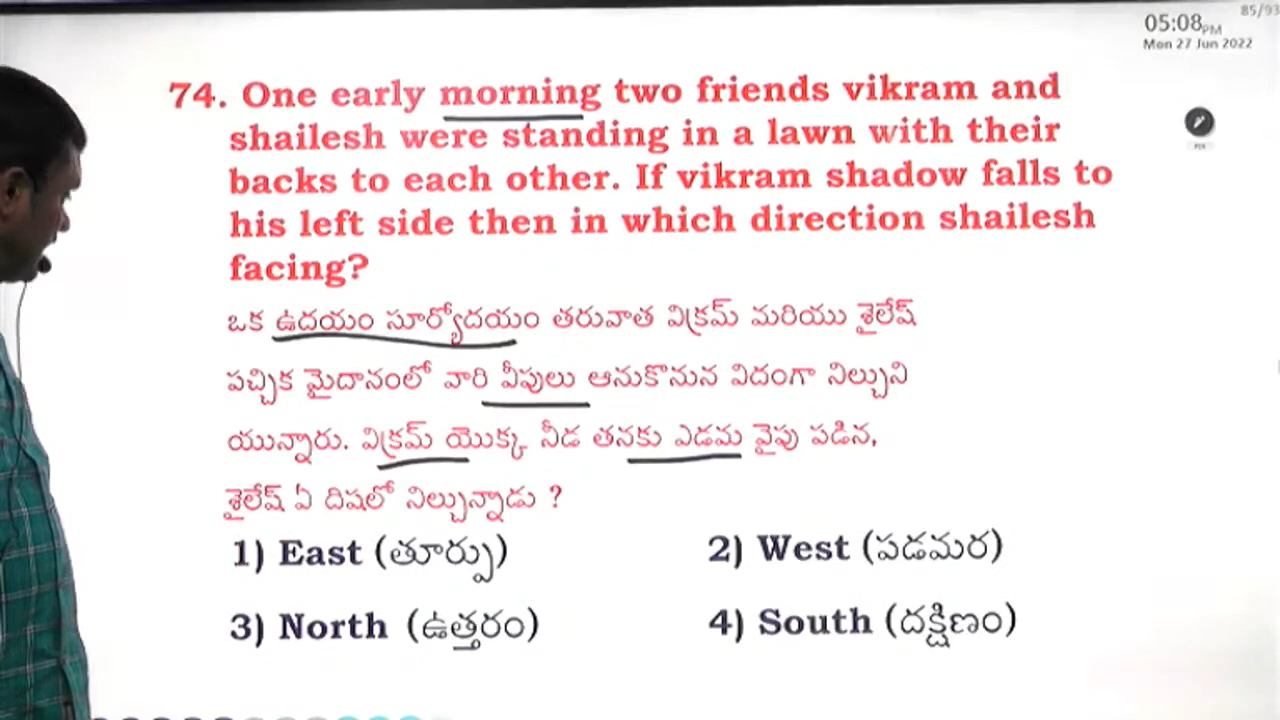 85/93
05:08PM
Mon 27 Jun 2022
74. One early morning two friends vikram and
shailesh were standing in a lawn with their
backs to each other. If vikram shadow falls to
his left side then in which direction shailesh
facing?
ఒక ఉదయం సూర్యోదయం తరువాత విక్రమ్ మరియు శైలేష్
పచ్చిక మైదానంలో వారి వీపులు ఆనుకొనున విదంగా నిల్చుని
యున్నారు. విక్రమ్ యొక్క నీడ తనకు ఎడమ వైపు పడిన,
శైలేష్ ఏ దిషలో నిల్చున్నాడు ?
1) East (తూర్పు)
2) West (పడమర)
3) North (ఉత్తరం)
4) South (దక్షిణం)